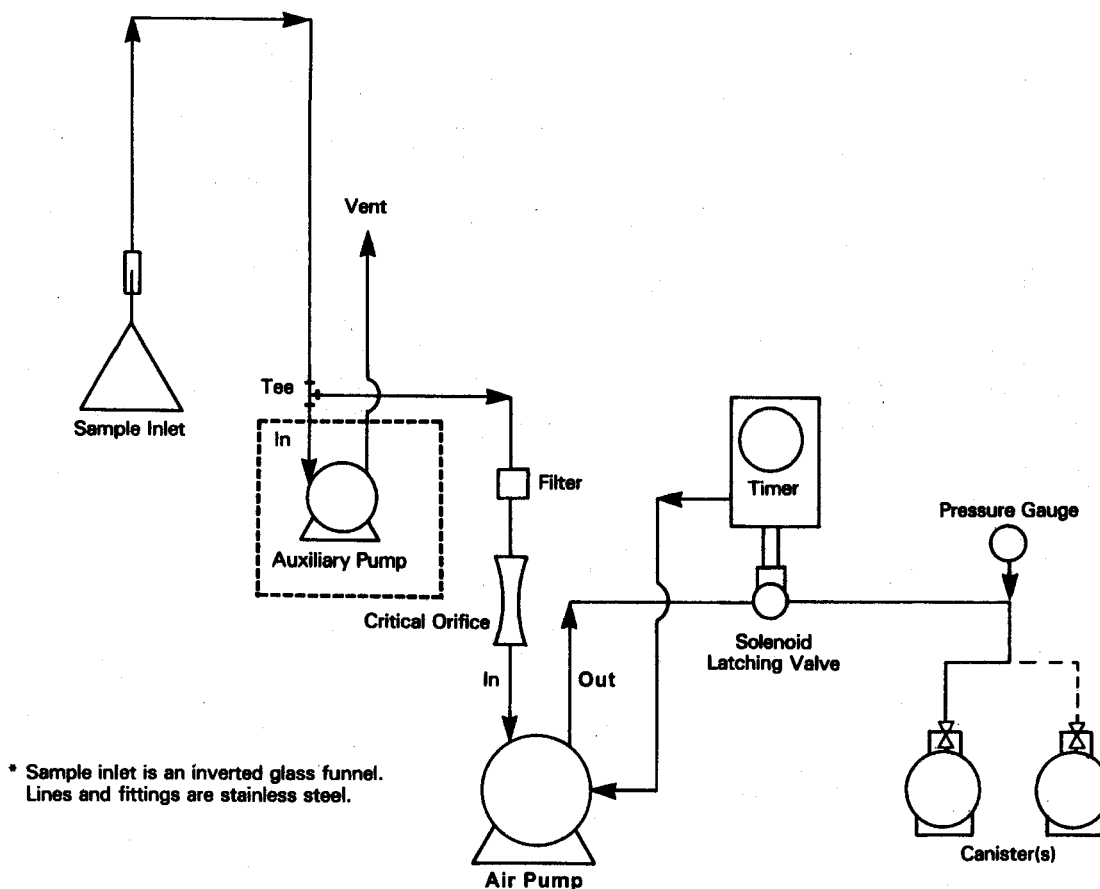 Vent
Tee
Sample Inlet
In
Filter
Timer
Pressure Gauge
Auxiliary Pump
Critical Orifice
Solenoid
Latching Valve
In
Out
* Sample inlet is an inverted glass funnel.
Lines and fittings are stainless steel.
Canister(s)
Air Pump